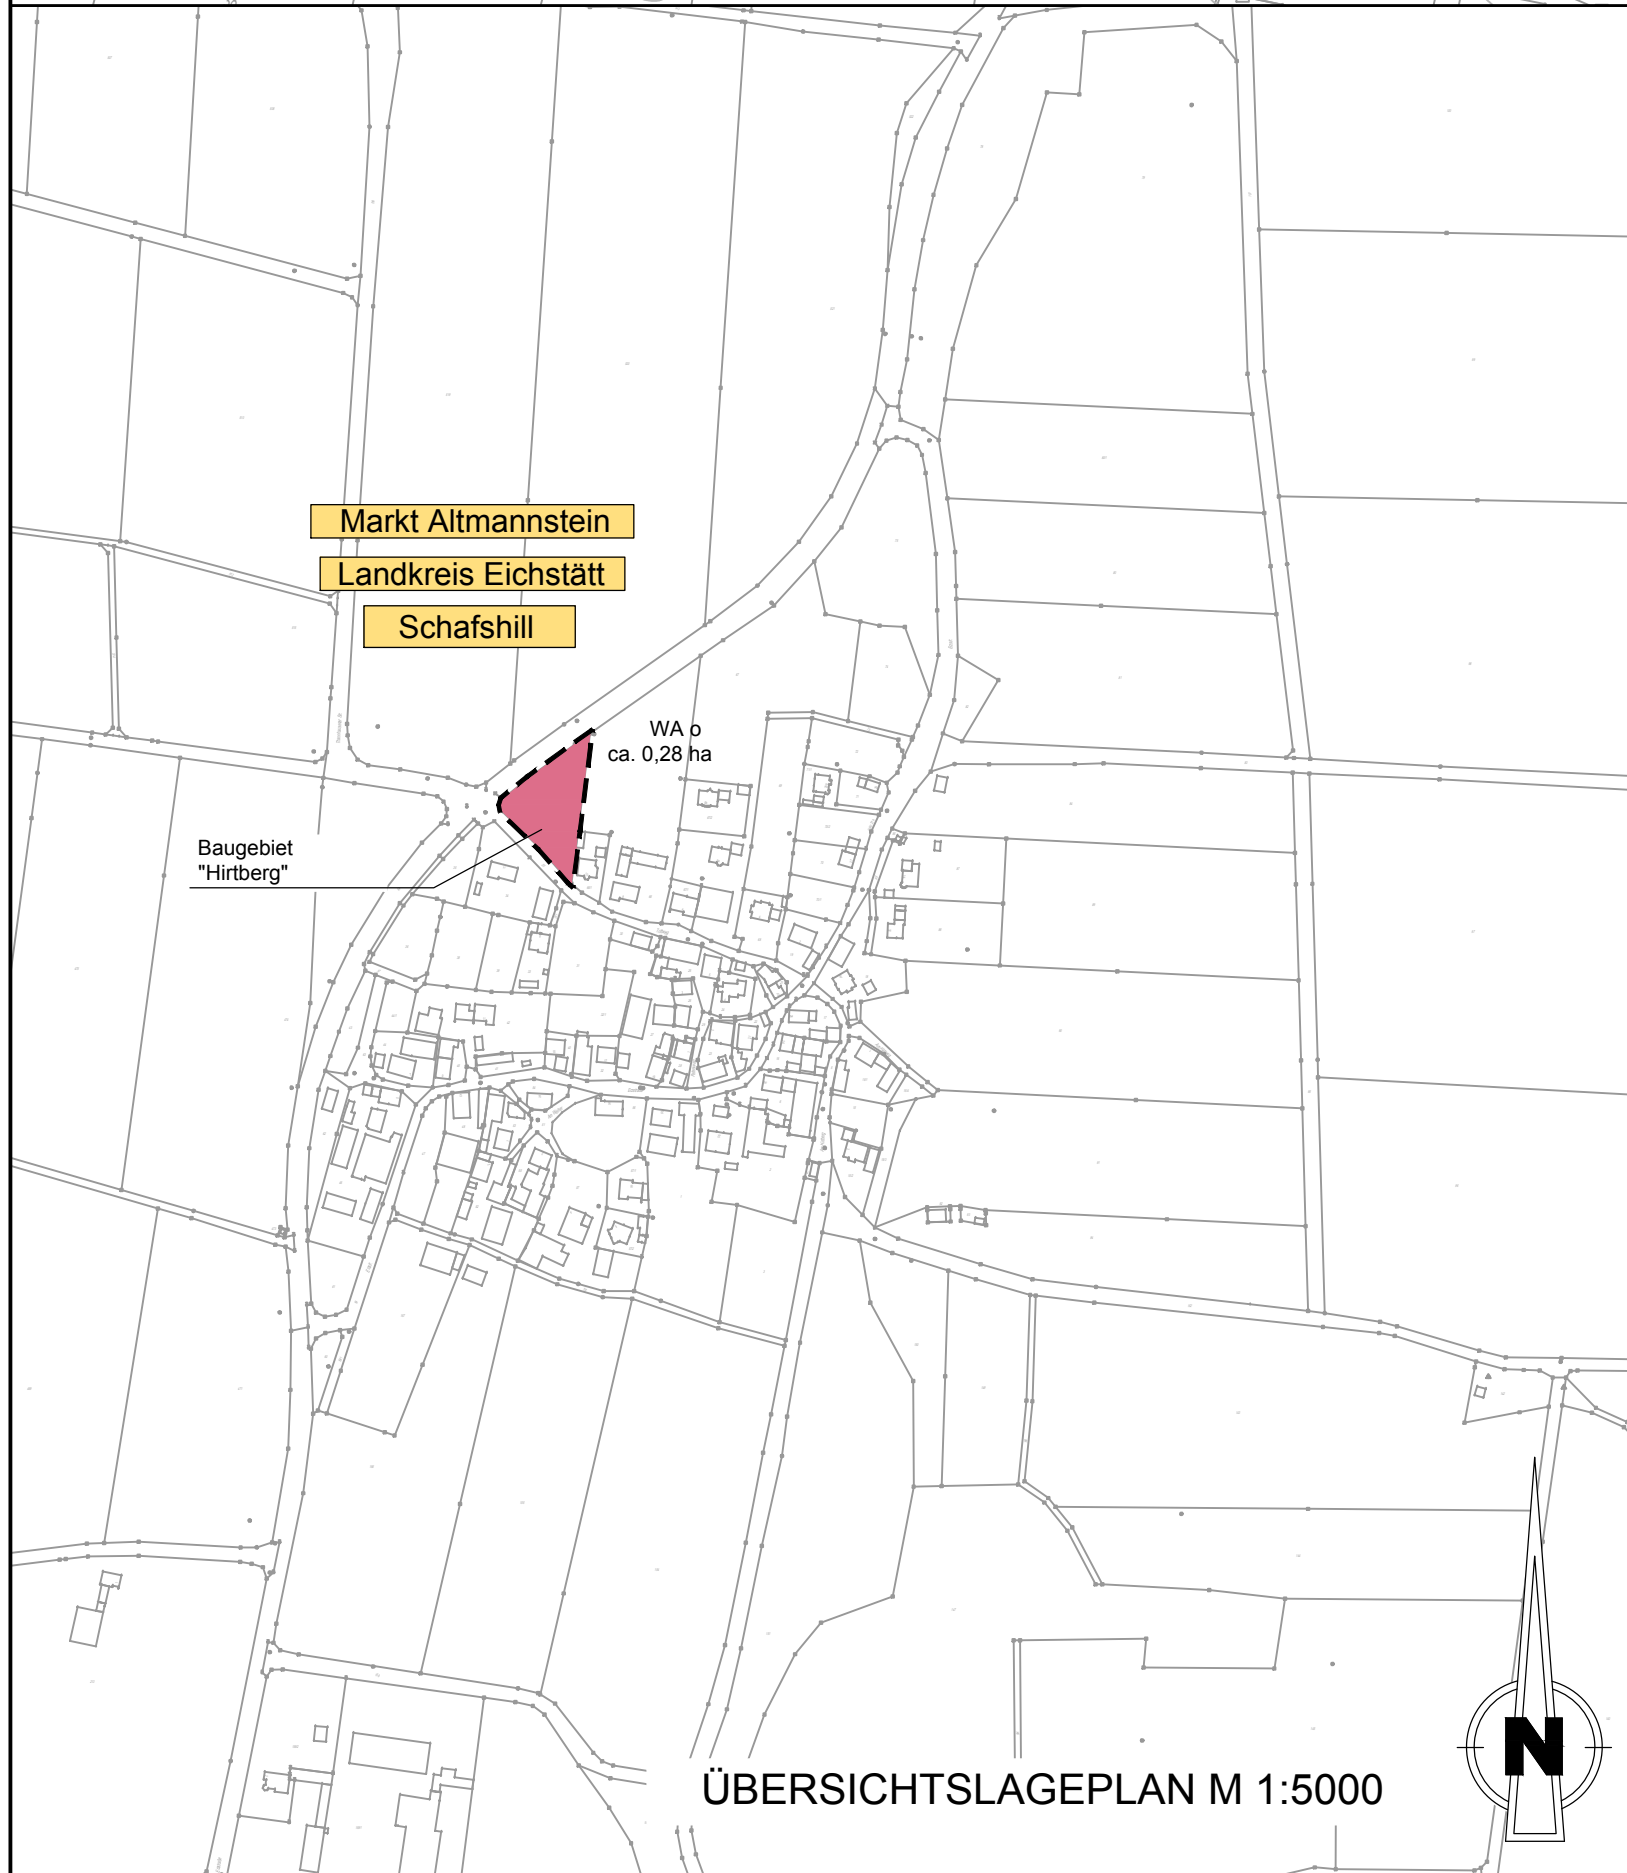 Markt Altmannstein
Landkreis Eichstätt
Schafshill
WA o
ca. 0,28 ha
Baugebiet
"Hirtberg"
ÜBERSICHTSLAGEPLAN M 1:5000
N